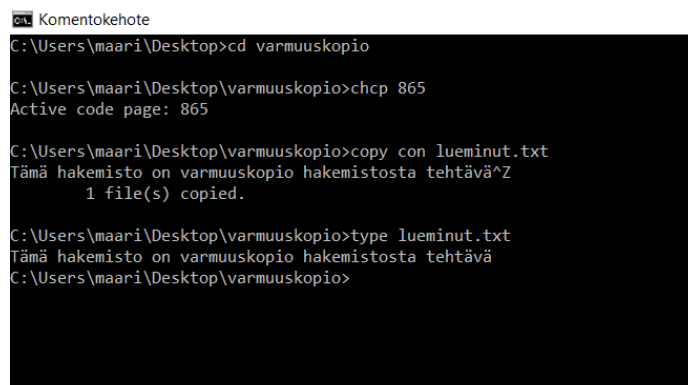 Komentokehote
C:\Users\maari\Desktop>cd varmuuskopio
C:\Users\maari\Desktop\varmuuskopio>chcp 865
Active code page: 865
C:\Users\maari\Desktop\varmuuskopio>copy con lueminut.txt
Tämä hakemisto on varmuuskopio hakemistosta tehtävä^Z
        1 file(s) copied.
C:\Users\maari\Desktop\varmuuskopio>type lueminut.txt
Tämä hakemisto on varmuuskopio hakemistosta tehtävä
C:\Users\maari\Desktop\varmuuskopio>